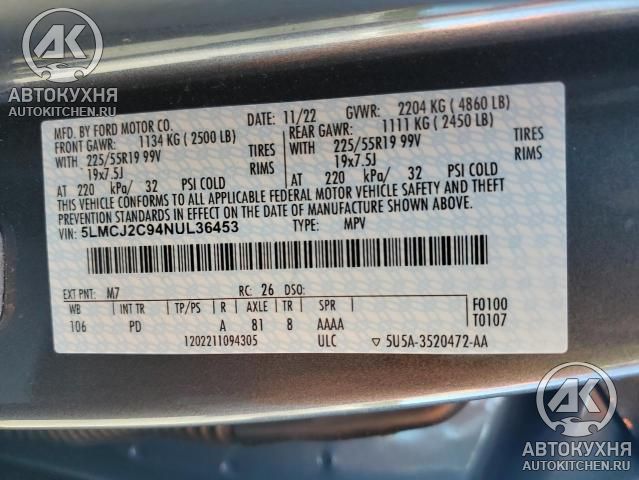 АК
АВТОКУХНЯ
AUTOKITCHEN.RU
MFD. BY FORD MOTOR CO. DATE: 11/22 GVWR: 2204 KG ( 4860 LB)
FRONT GAWR: 1134 KG ( 2500 LB) REAR GAWR: 1111 KG ( 2450 LB)
WITH 225/55R19 99V TIRES WITH 225/55R19 99V TIRES
19x7.5J RIMS 19x7.5J RIMS
AT 220 kPa/ 32 PSI COLD AT 220 kPa/ 32 PSI COLD
THIS VEHICLE CONFORMS TO ALL APPLICABLE FEDERAL MOTOR VEHICLE SAFETY AND THEFT
PREVENTION STANDARDS IN EFFECT ON THE DATE OF MANUFACTURE SHOWN ABOVE.
VIN: 5LMCJ2C94NUL36453 TYPE: MPV
EXT PNT: M7 RC: 26 DSO:
WB INT TR TP/PS R AXLE TR SPR F0100
106 PD A 81 8 AAAA T0107
1202211094305 ULC ▽ 5U5A-3520472-AA
АК
АВТОКУХНЯ
AUTOKITCHEN.RU